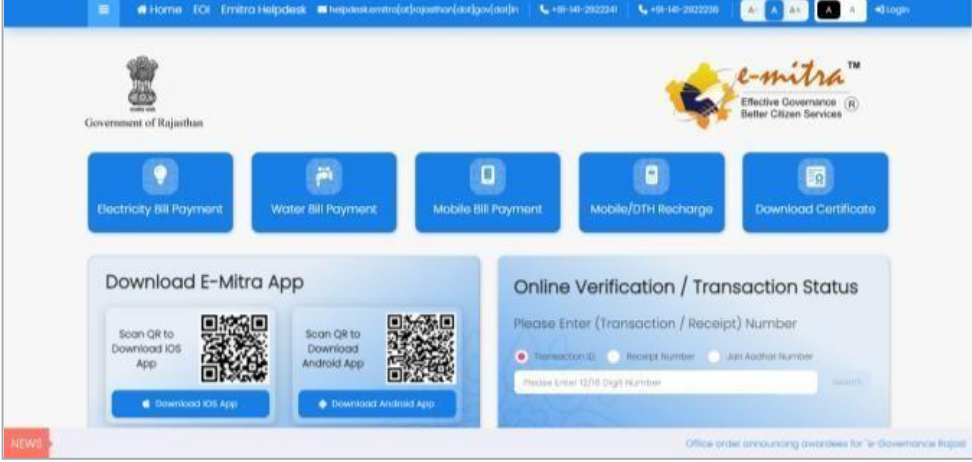 Home EOI Emitra Helpdesk helpdesk.emitra[at]rajasthan[dot]gov[dot]in +91-141-2922241 +91-141-2922238 A- A A+ A A Login
Government of Rajasthan
e-mitra™
Effective Governance ®
Better Citizen Services
Electricity Bill Payment
Water Bill Payment
Mobile Bill Payment
Mobile/DTH Recharge
Download Certificate
Download E-Mitra App
Scan QR to
Download iOS
App
Download iOS App
Scan QR to
Download
Android App
Download Android App
Online Verification / Transaction Status
Please Enter (Transaction / Receipt) Number
Transaction ID Receipt Number Jan Aadhar Number
Please Enter 12/16 Digit Number Search
NEWS Office order announcing awardees for "e-Governance Rajast